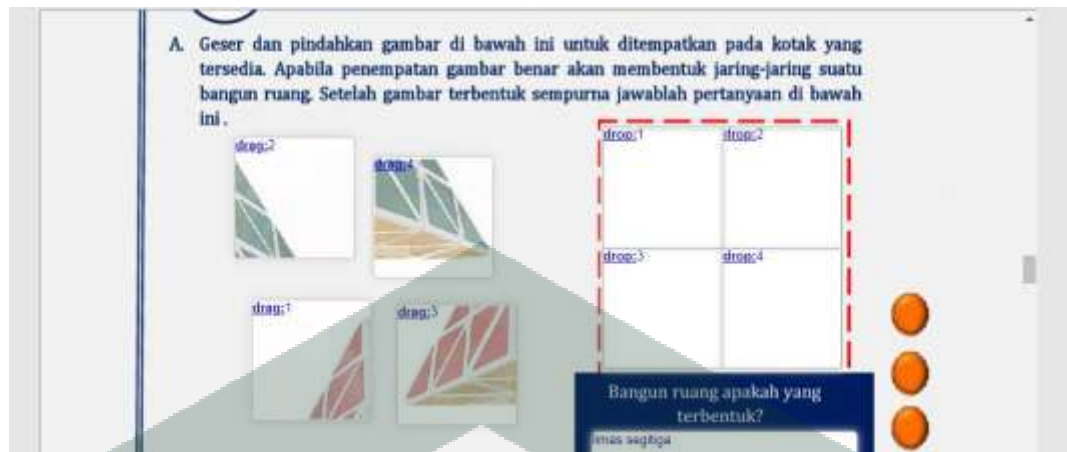 A. Geser dan pindahkan gambar di bawah ini untuk ditempatkan pada kotak yang
tersedia. Apabila penempatan gambar benar akan membentuk jaring-jaring suatu
bangun ruang. Setelah gambar terbentuk sempurna jawablah pertanyaan di bawah
ini .
drag:2
drag:4
drag:1
drag:3
drop:1
drop:2
drop:3
drop:4
Bangun ruang apakah yang
terbentuk?
limas segitiga